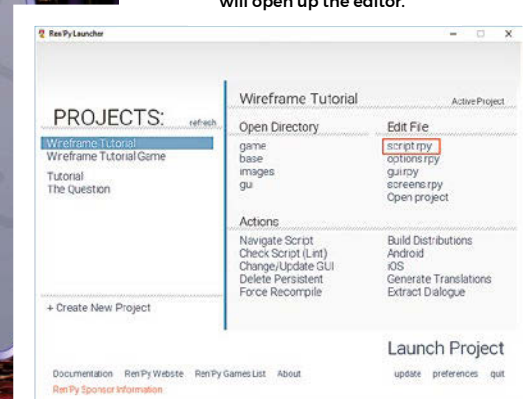 will open up the editor.
Ren'Py Launcher
PROJECTS:
refresh
Wireframe Tutorial
Wireframe Tutorial Game
Tutorial
The Question
+ Create New Project
Wireframe Tutorial
Active Project
Open Directory
game
base
images
gui
Edit File
script.rpy
options.rpy
gui.rpy
screens.rpy
Open project
Actions
Navigate Script
Check Script (Lint)
Change/Update GUI
Delete Persistent
Force Recompile
Build Distributions
Android
iOS
Generate Translations
Extract Dialogue
Launch Project
Documentation Ren'Py Website Ren'Py Games List About
update preferences quit
Ren'Py Sponsor Information